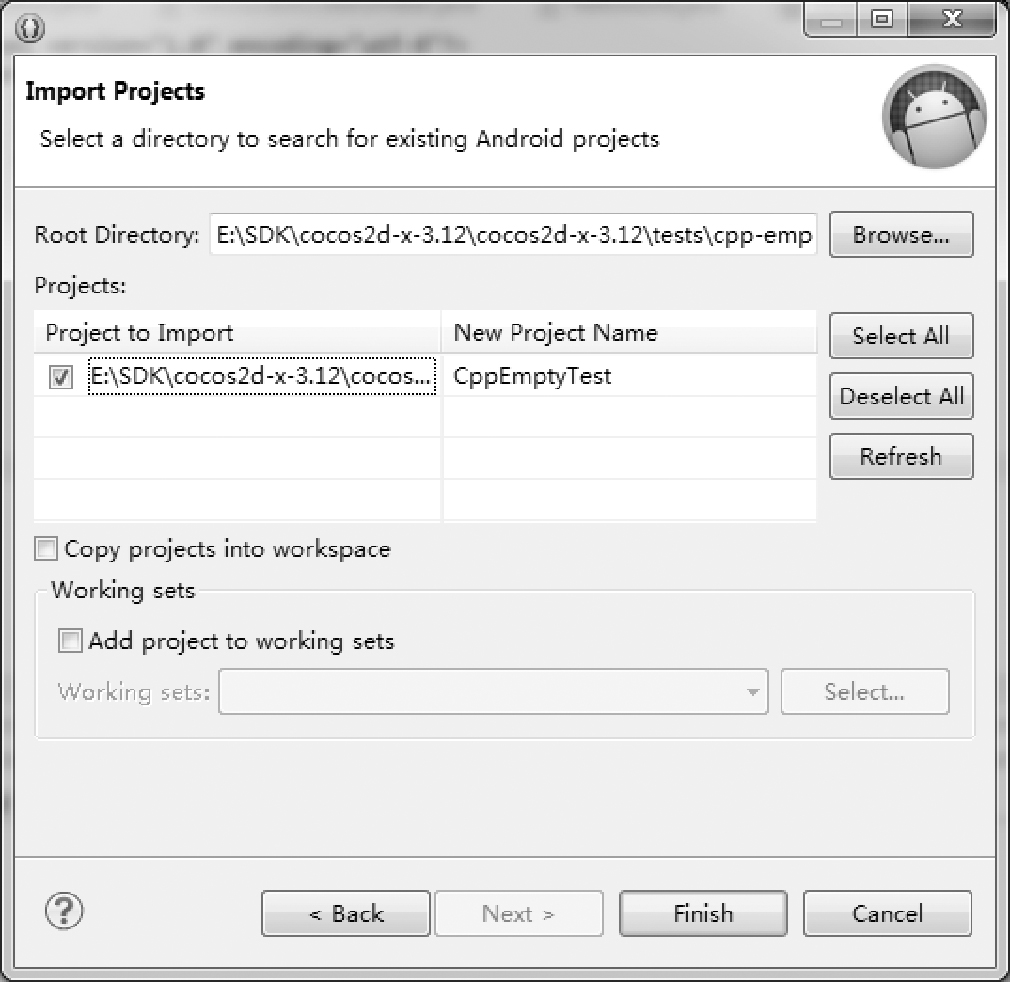 Import Projects
Select a directory to search for existing Android projects
Root Directory: E:\SDK\cocos2d-x-3.12\cocos2d-x-3.12\tests\cpp-emp Browse...
Projects:
Project to Import New Project Name Select All
E:\SDK\cocos2d-x-3.12\cocos... CppEmptyTest
Deselect All
Refresh
Copy projects into workspace
Working sets
Add project to working sets
Working sets: Select...
? < Back Next > Finish Cancel